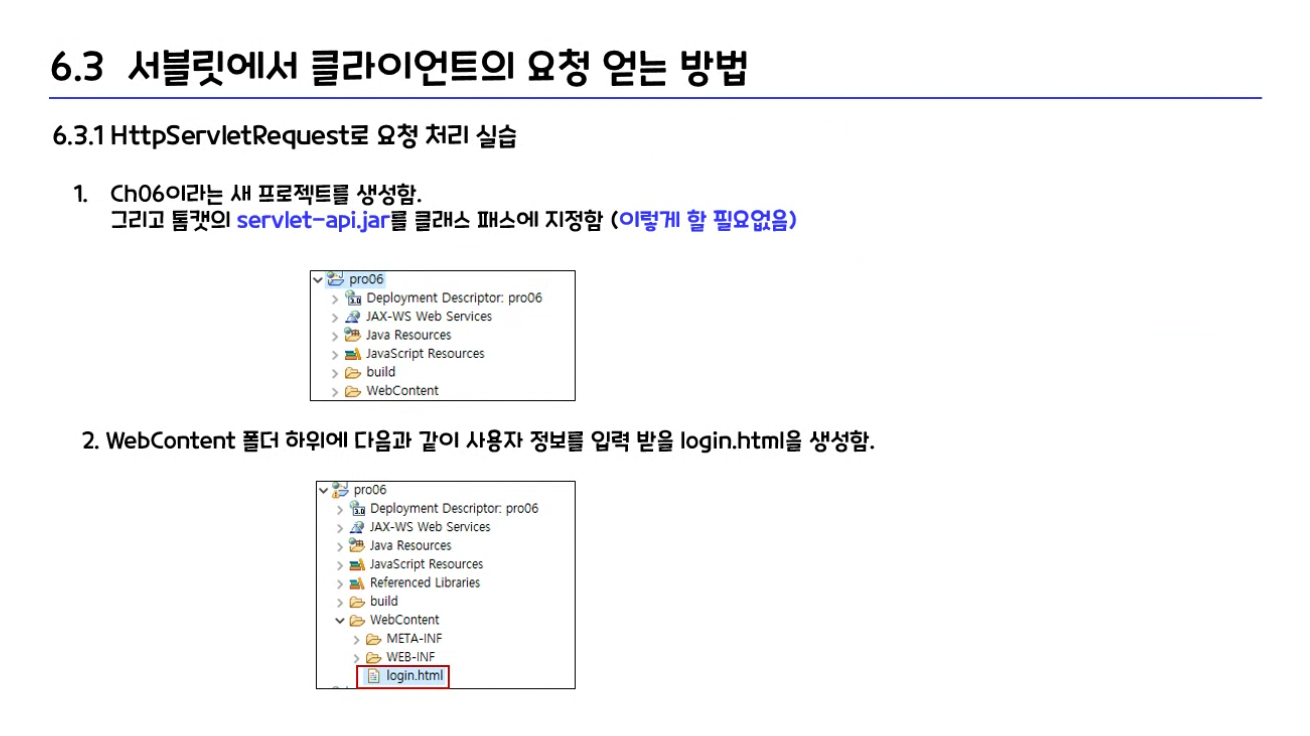 6.3 서블릿에서 클라이언트의 요청 얻는 방법
6.3.1 HttpServletRequest로 요청 처리 실습
1. Ch06이라는 새 프로젝트를 생성함.
그리고 톰캣의 servlet-api.jar를 클래스 패스에 지정함 (이렇게 할 필요없음)
pro06
Deployment Descriptor: pro06
JAX-WS Web Services
Java Resources
JavaScript Resources
build
WebContent
2. WebContent 폴더 하위에 다음과 같이 사용자 정보를 입력 받을 login.html을 생성함.
pro06
Deployment Descriptor: pro06
JAX-WS Web Services
Java Resources
JavaScript Resources
Referenced Libraries
build
WebContent
META-INF
WEB-INF
login.html